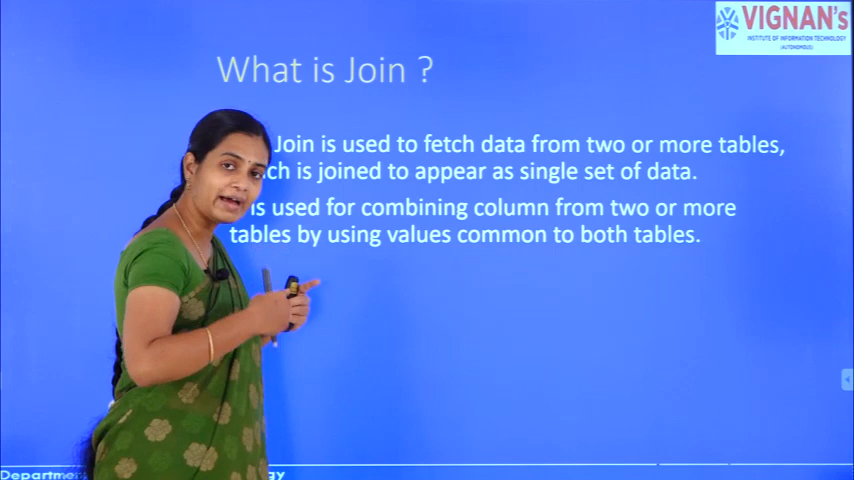 VIGNAN's
INSTITUTE OF INFORMATION TECHNOLOGY
(AUTONOMOUS)
What is Join ?
Join is used to fetch data from two or more tables,
is joined to appear as single set of data.
is used for combining column from two or more
tables by using values common to both tables.